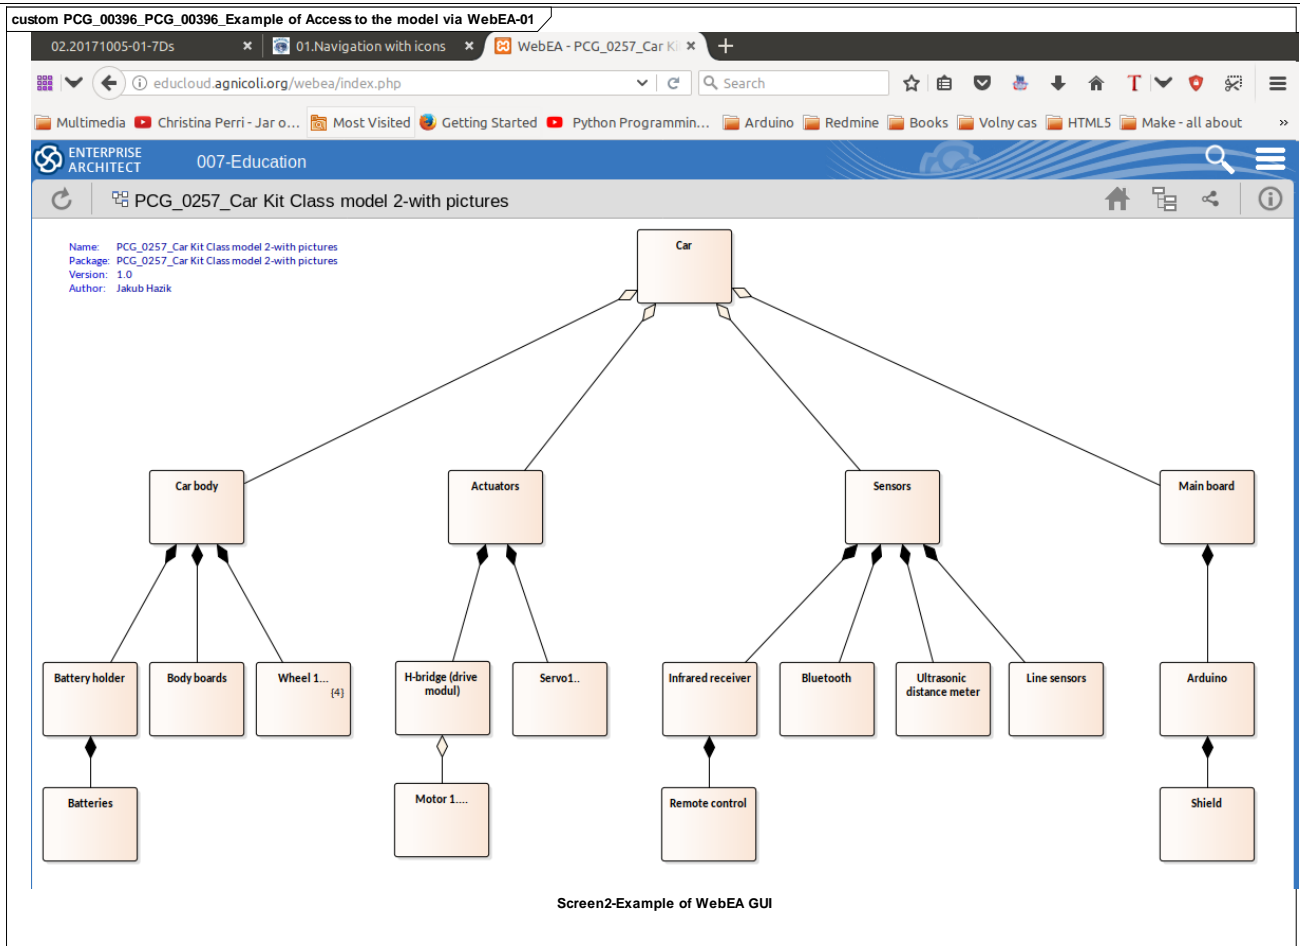 custom PCG_00396_PCG_00396_Example of Access to the model via WebEA-01
02.20171005-01-7Ds
01.Navigation with icons
WebEA - PCG_0257_Car Ki
educloud.agnicoli.org/webea/index.php
Search
Multimedia
Christina Perri - Jar o...
Most Visited
Getting Started
Python Programmin...
Arduino
Redmine
Books
Volny cas
HTML5
Make - all about
ENTERPRISE
ARCHITECT
007-Education
PCG_0257_Car Kit Class model 2-with pictures
Name: PCG_0257_Car Kit Class model 2-with pictures
Package: PCG_0257_Car Kit Class model 2-with pictures
Version: 1.0
Author: Jakub Hazik
Car
Car body
Actuators
Sensors
Main board
Battery holder
Body boards
Wheel 1...
{4}
H-bridge (drive
modul)
Servo1..
Infrared receiver
Bluetooth
Ultrasonic
distance meter
Line sensors
Arduino
Batteries
Motor 1....
Remote control
Shield
Screen2-Example of WebEA GUI